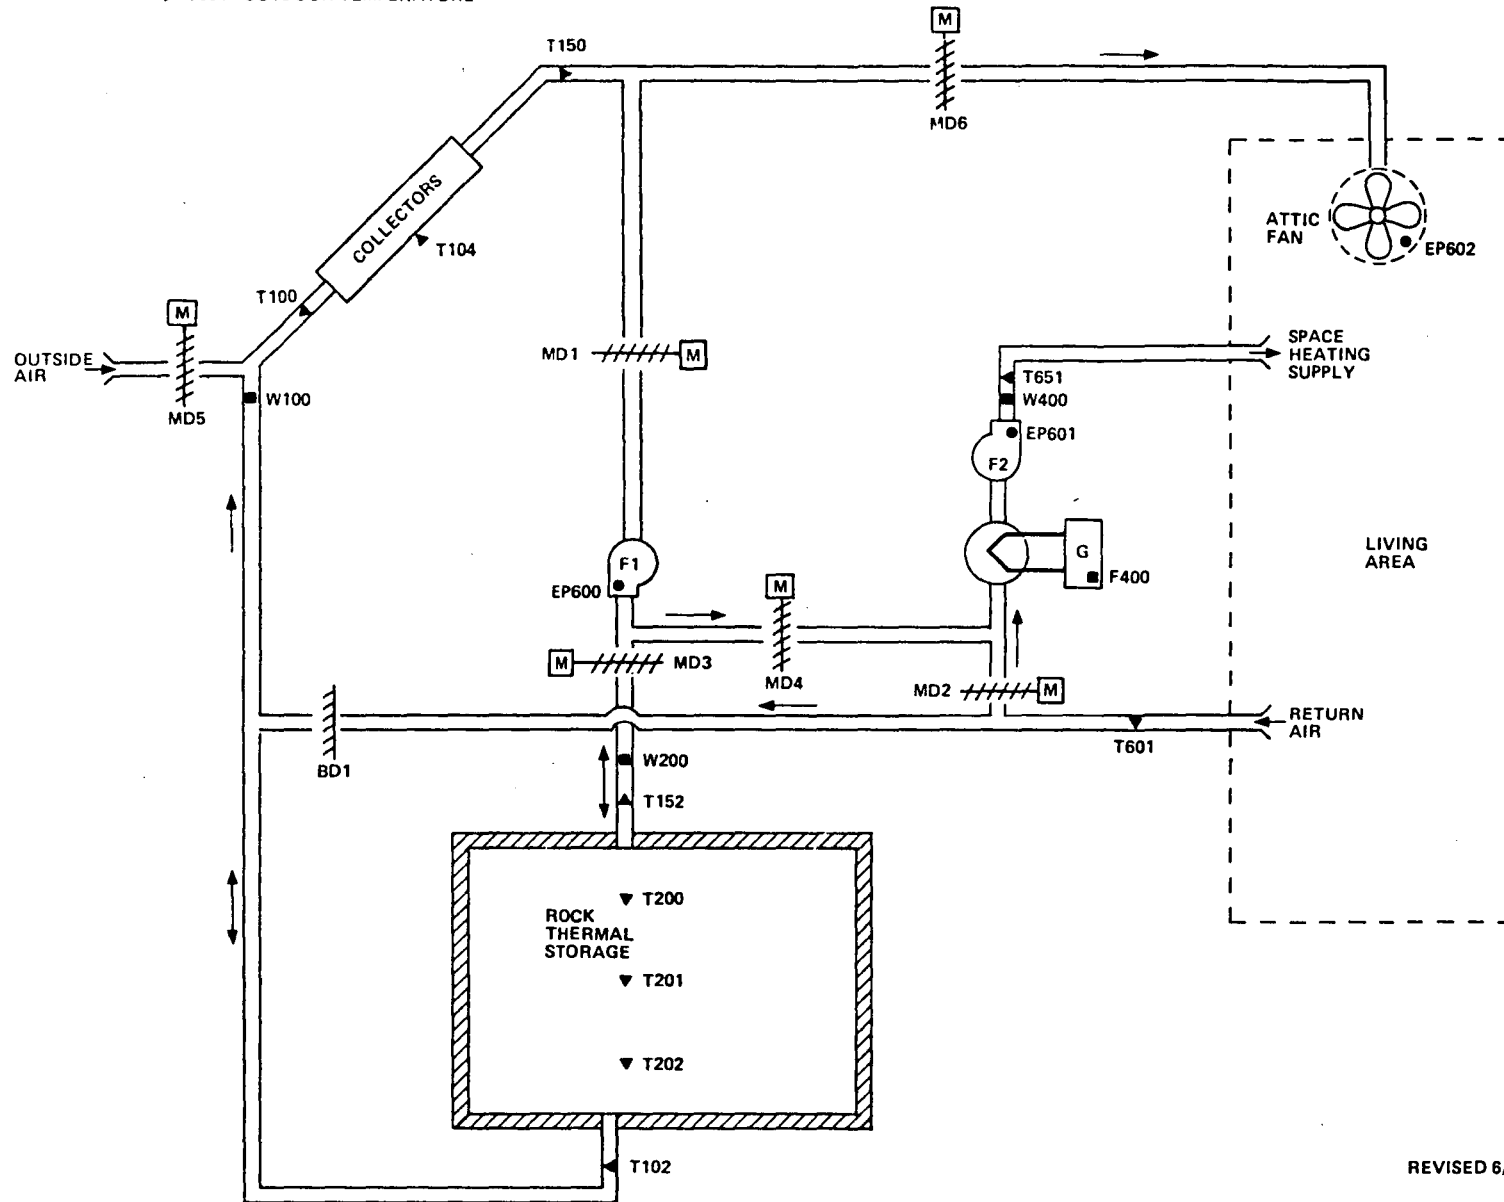 M
T150
MD6
COLLECTORS
T104
ATTIC
FAN
EP602
T100
M
OUTSIDE
AIR
MD5
W100
MD1
M
SPACE
HEATING
SUPPLY
T651
W400
EP601
F2
LIVING
AREA
F1
EP600
G
F400
M
M
MD3
MD4
MD2
M
RETURN
AIR
T601
BD1
W200
T152
T200
ROCK
THERMAL
STORAGE
T201
T202
T102
REVISED 6/